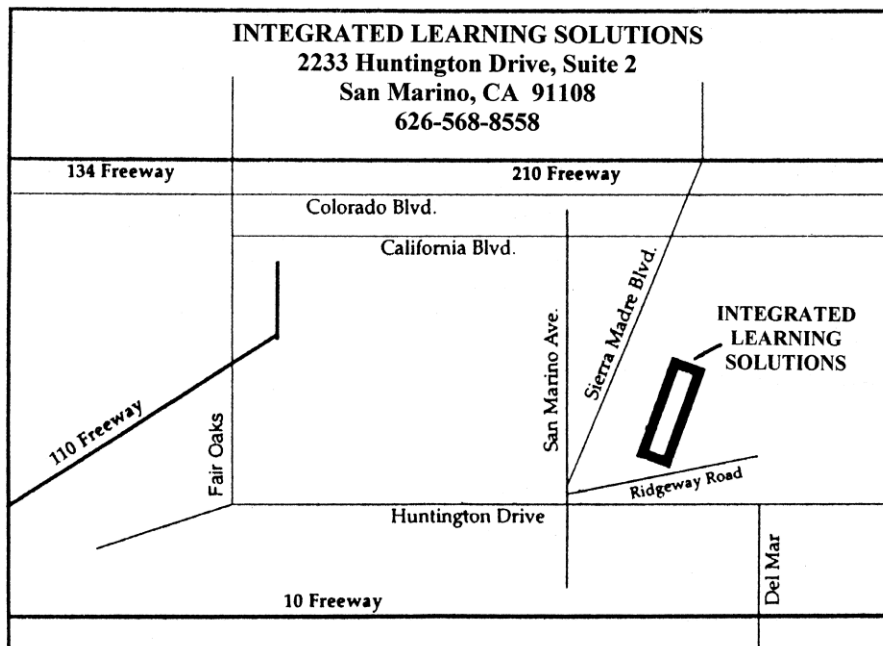 INTEGRATED LEARNING SOLUTIONS
2233 Huntington Drive, Suite 2
San Marino, CA 91108
626-568-8558
134 Freeway
210 Freeway
Colorado Blvd.
California Blvd.
San Marino Ave.
Sierra Madre Blvd.
INTEGRATED
LEARNING
SOLUTIONS
110 Freeway
Fair Oaks
Ridgeway Road
Huntington Drive
Del Mar
10 Freeway